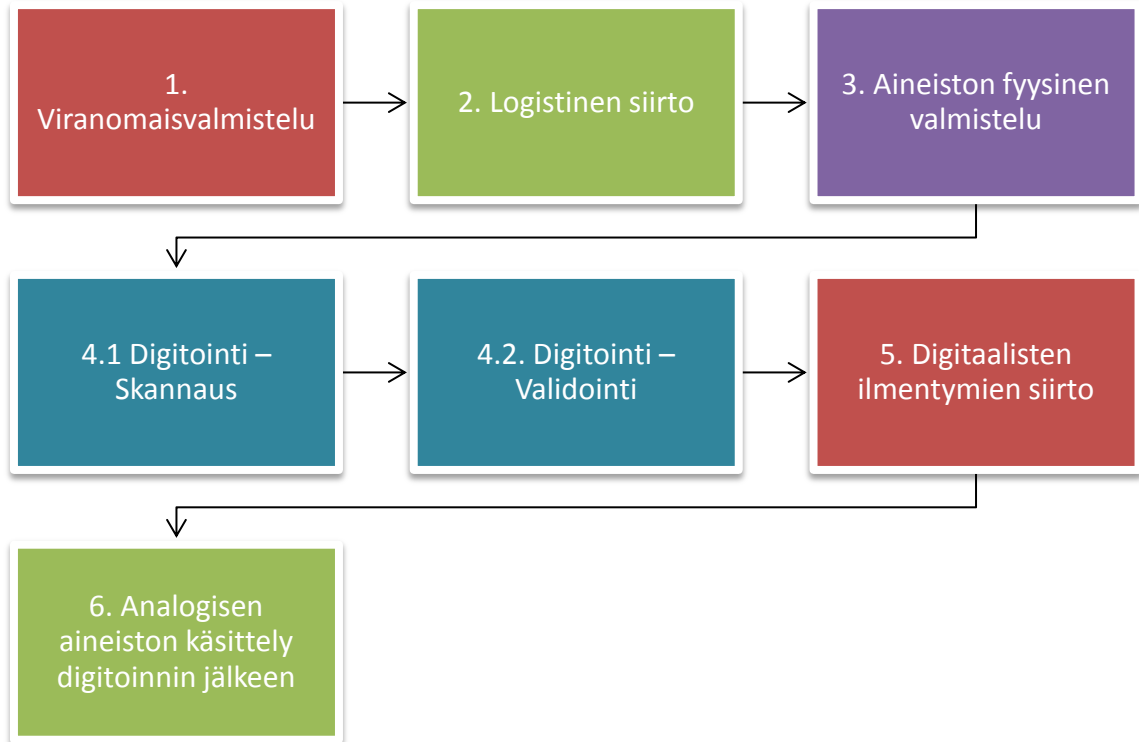 1.
Viranomaisvalmistelu
2. Logistinen siirto
3. Aineiston fyysinen
valmistelu
4.1 Digitointi –
Skannaus
4.2. Digitointi –
Validointi
5. Digitaalisten
ilmentymien siirto
6. Analogisen
aineiston käsittely
digitoinnin jälkeen